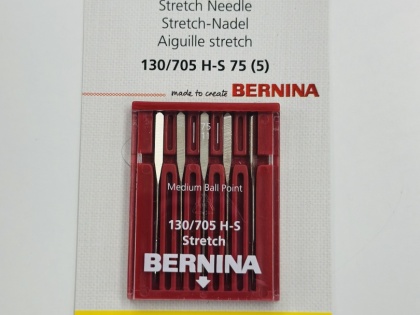 Stretch Needle
Stretch-Nadel
Aiguille stretch
130/705 H-S 75 (5)
made to create BERNINA
75
11
Medium Ball Point
130/705 H-S
Stretch
BERNINA